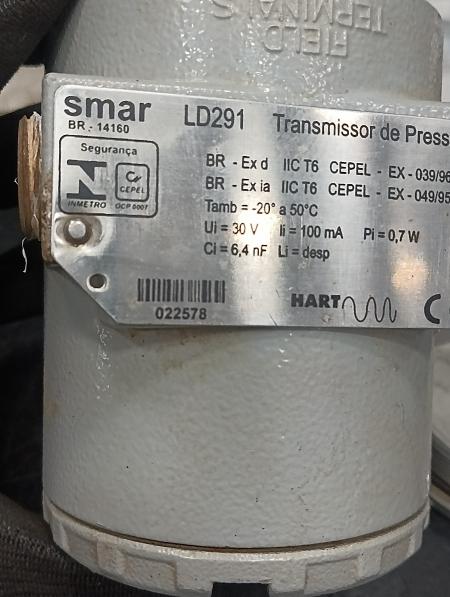 FIELD
TERMINALS
smar
BR - 14160
LD291 Transmissor de Press
Segurança
INMETRO
CEPEL
OCP 0007
BR - Ex d IIC T6 CEPEL - EX - 039/96
BR - Ex ia IIC T6 CEPEL - EX - 049/95
Tamb = -20° a 50°C
Ui = 30 V Ii = 100 mA Pi = 0,7 W
Ci = 6,4 nF Li = desp
022578
HART